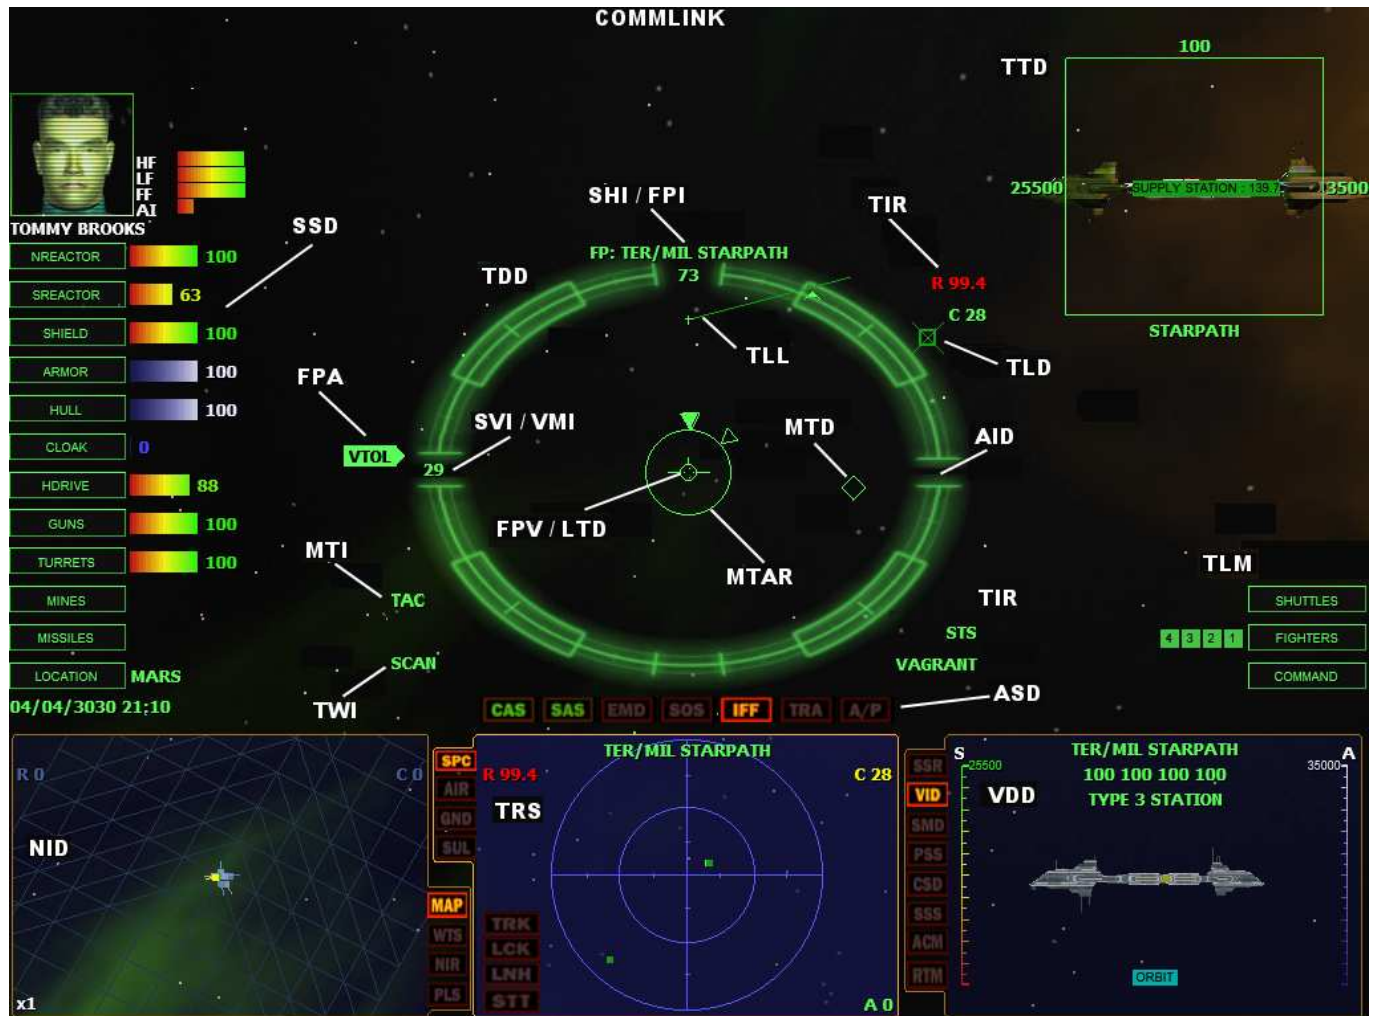 COMMLINK
100
TTD
25500
SUPPLY STATION : 139.7
3500
STARPATH
HF
LF
FF
AI
TOMMY BROOKS
NREACTOR 100
SREACTOR 63
SHIELD 100
ARMOR 100
HULL 100
CLOAK 0
HDRIVE 88
GUNS 100
TURRETS 100
MINES
MISSILES
LOCATION MARS
04/04/3030 21:10
SSD
SHI / FPI
TIR
FP: TER/MIL STARPATH
73
TDD
R 99.4
C 28
TLL
TLD
FPA
SVI / VMI
MTD
AID
VTOL
29
FPV / LTD
MTI
MTAR
TAC
TIR
STS
SCAN
VAGRANT
TWI
ASD
TLM
SHUTTLES
4 3 2 1 FIGHTERS
COMMAND
CAS SAS EMD SOS IFF TRA A/P
R 0
C 0
NID
x1
SPC
AIR
GND
SUL
MAP
WTS
NIR
PLS
TER/MIL STARPATH
R 99.4
C 28
TRS
TRK
LCK
LNH
STT
A 0
SSR
VID
SMD
PSS
CSD
SSS
ACM
RTM
S
A
25500
35000
TER/MIL STARPATH
100 100 100 100
TYPE 3 STATION
VDD
ORBIT